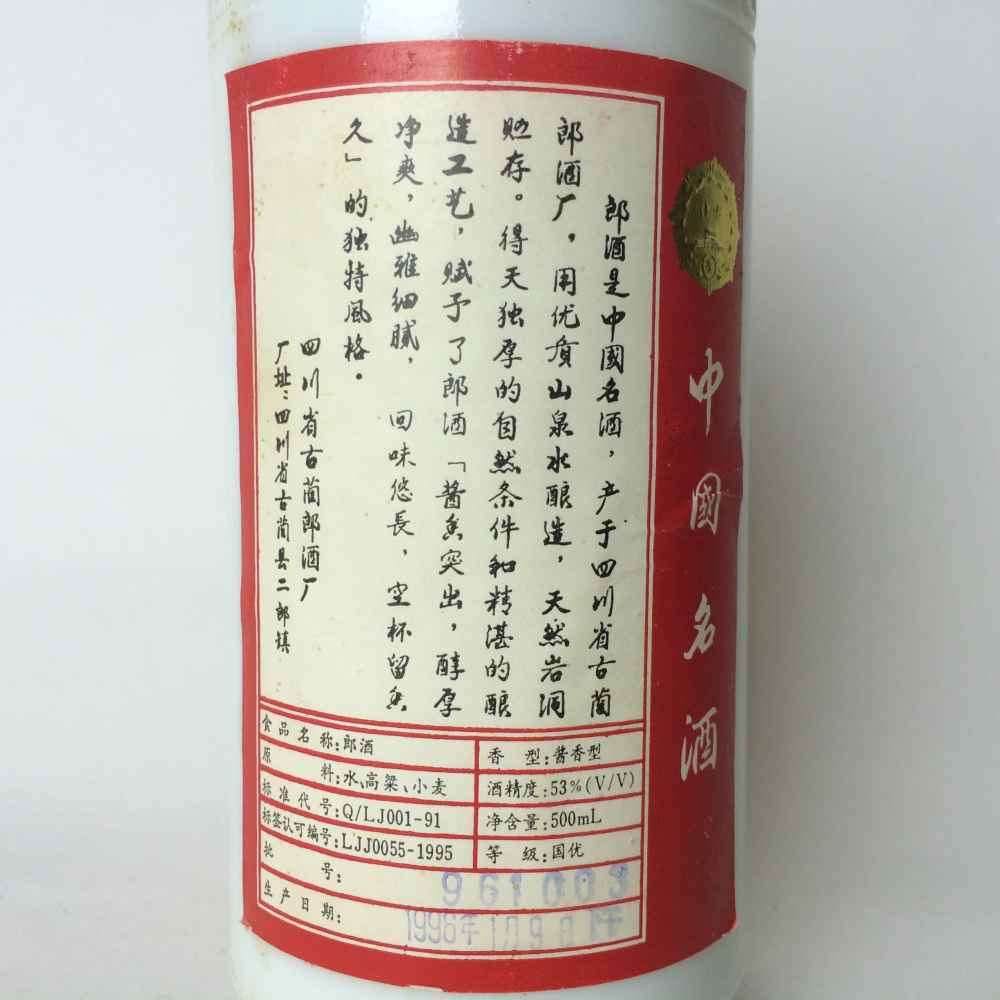 郎酒是中國名酒，产于四川省古蔺
郎酒厂，用优质山泉水酿造，天然岩洞
贮存。得天独厚的自然条件和精湛的酿
造工艺，赋予了郎酒「酱香突出，醇厚
净爽，幽雅细腻，回味悠長，空杯留香
久」的独特風格．
四川省古蔺郎酒厂
厂址：四川省古蔺县二郎镇
食品名称：郎酒
香型：酱香型
原料：水、高粱、小麦
酒精度：53%(V/V)
标准代号：Q/LJ001-91
净含量：500mL
标签认可编号：LJJ0055-1995
等级：国优
批号：961003
生产日期：1996年
中國名酒